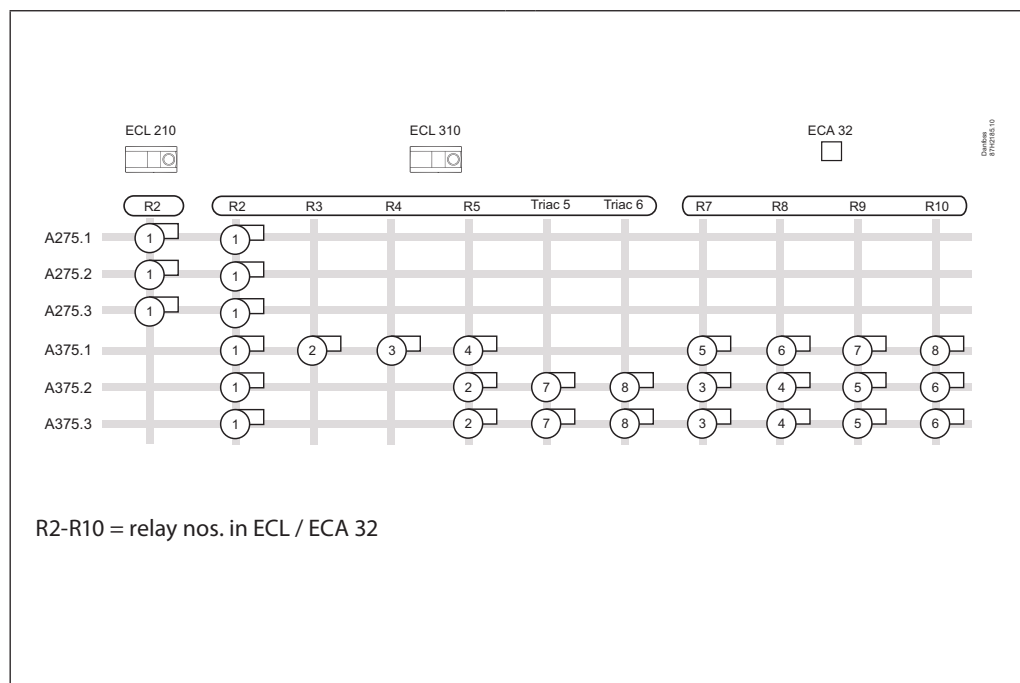 ECL 210 ECL 310 ECA 32
Danfoss
87H2185.10
R2 R2 R3 R4 R5 Triac 5 Triac 6 R7 R8 R9 R10
A275.1 1 1
A275.2 1 1
A275.3 1 1
A375.1 1 2 3 4 5 6 7 8
A375.2 1 2 7 8 3 4 5 6
A375.3 1 2 7 8 3 4 5 6
R2-R10 = relay nos. in ECL / ECA 32